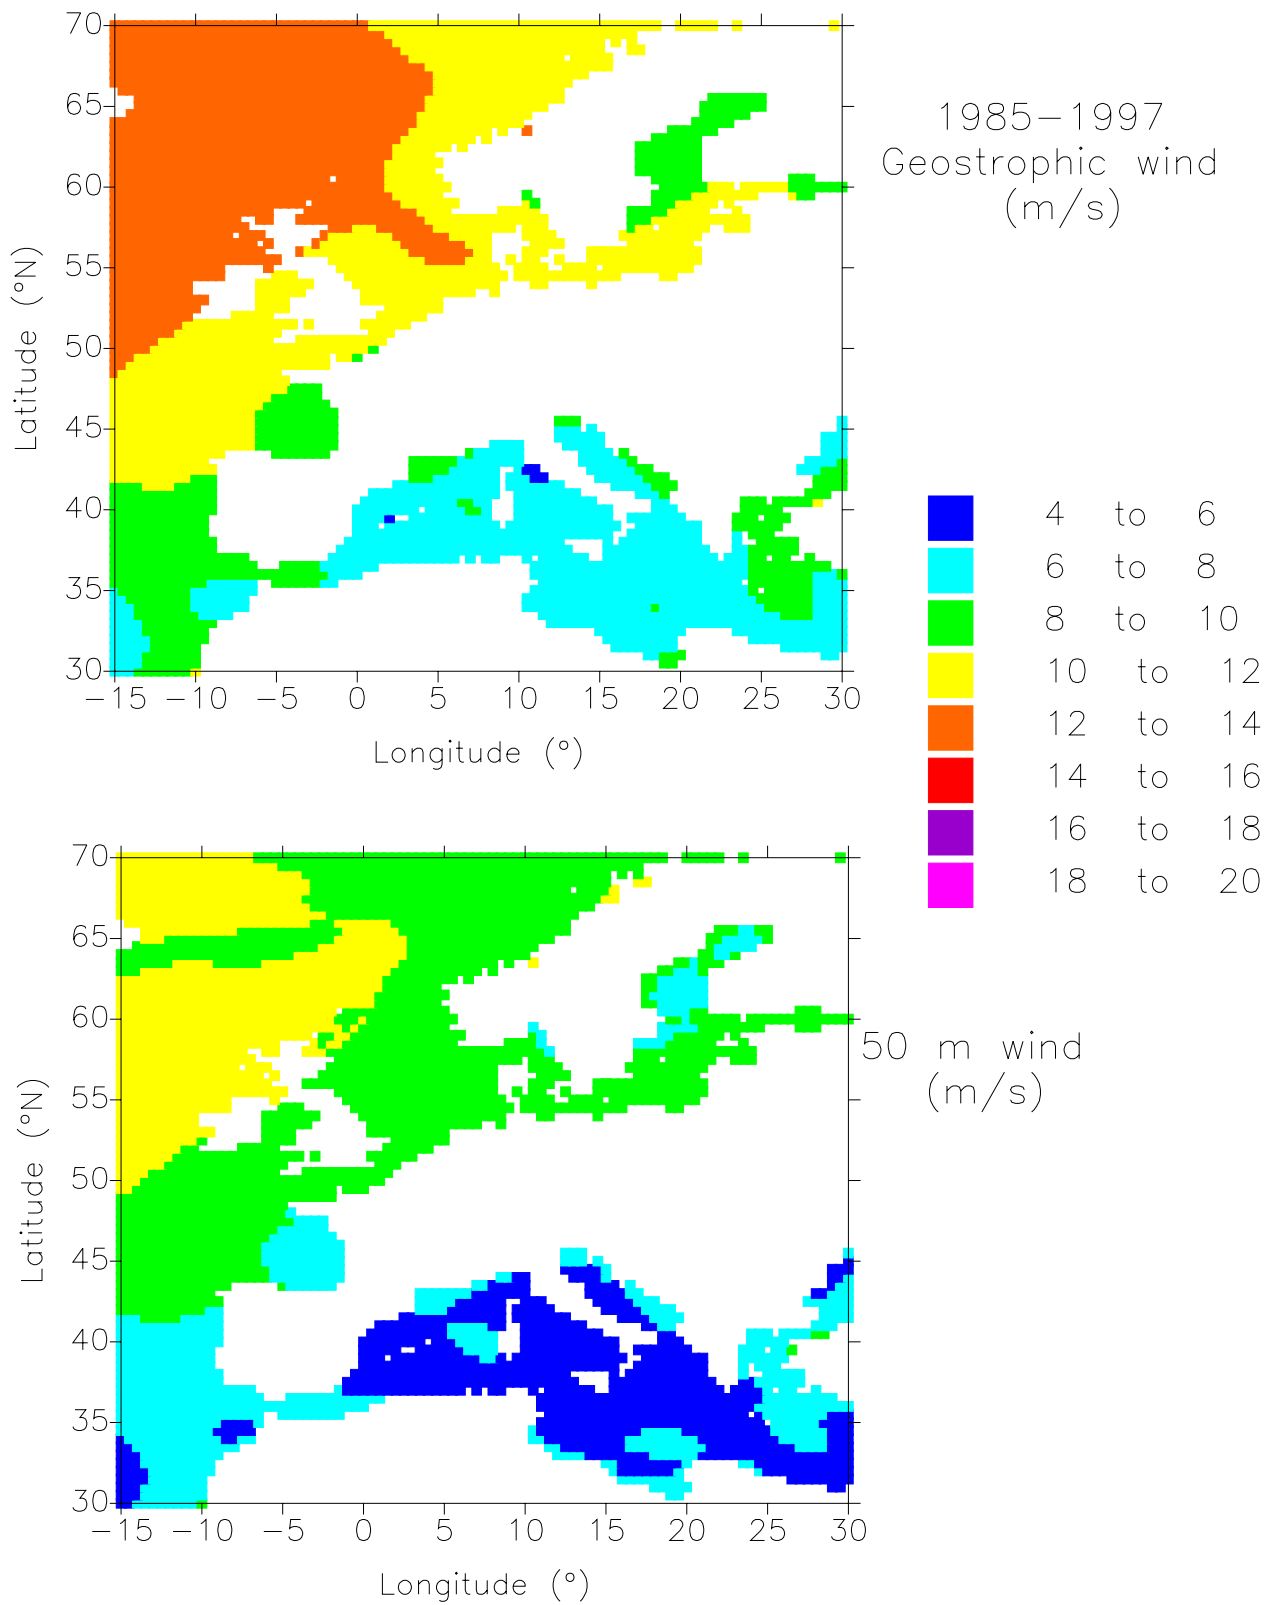 70
65
60
55
50
45
40
35
30
Latitude (°N)
-15 -10 -5 0 5 10 15 20 25 30
Longitude (°)
1985-1997
Geostrophic wind
(m/s)
4 to 6
6 to 8
8 to 10
10 to 12
12 to 14
14 to 16
16 to 18
18 to 20
70
65
60
55
50
45
40
35
30
Latitude (°N)
-15 -10 -5 0 5 10 15 20 25 30
Longitude (°)
50 m wind
(m/s)